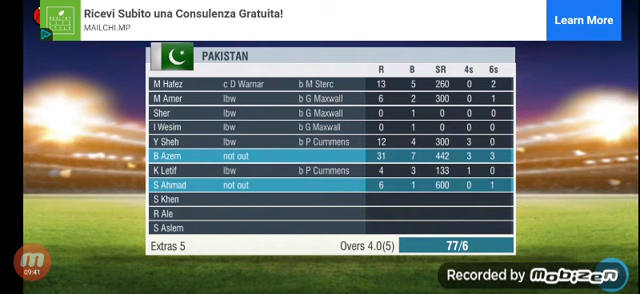 Ricevi Subito una Consulenza Gratuita!
MAILCHI.MP
Learn More
PAKISTAN
R B SR 4s 6s
M Hafez c D Warnar b M Sterc 13 5 260 0 2
M Amer lbw b G Maxwall 6 2 300 0 1
Sher lbw b G Maxwall 0 1 0 0 0
I Wesim lbw b G Maxwall 0 1 0 0 0
Y Sheh lbw b P Cummens 12 4 300 3 0
B Azem not out 31 7 442 3 3
K Letif lbw b P Cummens 4 3 133 1 0
S Ahmad not out 6 1 600 0 1
S Khen
R Ale
S Aslem
Extras 5 Overs 4.0(5) 77/6
09:41
Recorded by Mobizen